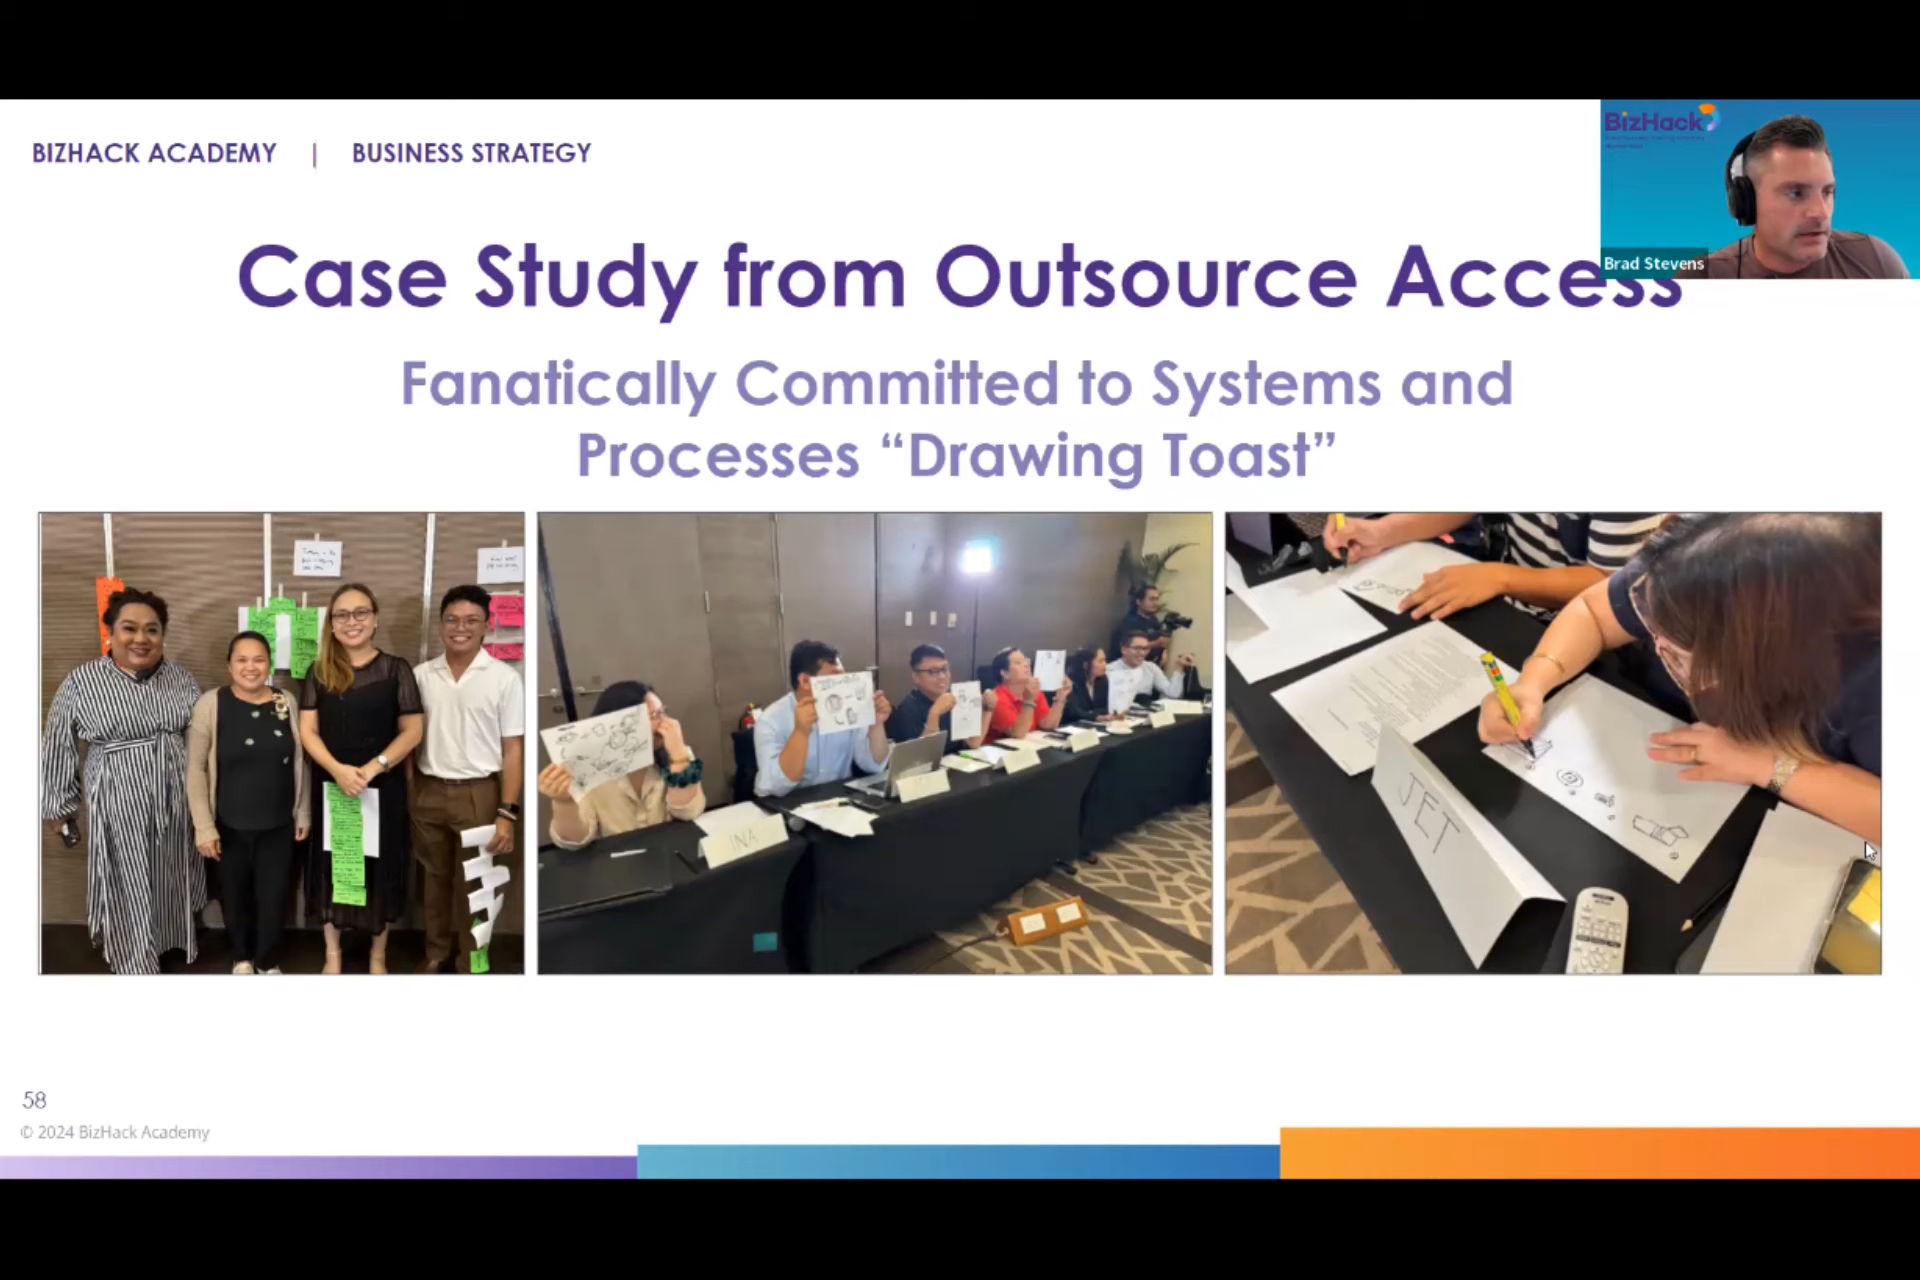 BIZHACK ACADEMY | BUSINESS STRATEGY
BizHack
Brad Stevens
Case Study from Outsource Access
Fanatically Committed to Systems and
Processes “Drawing Toast”
INA
JET
58
© 2024 BizHack Academy